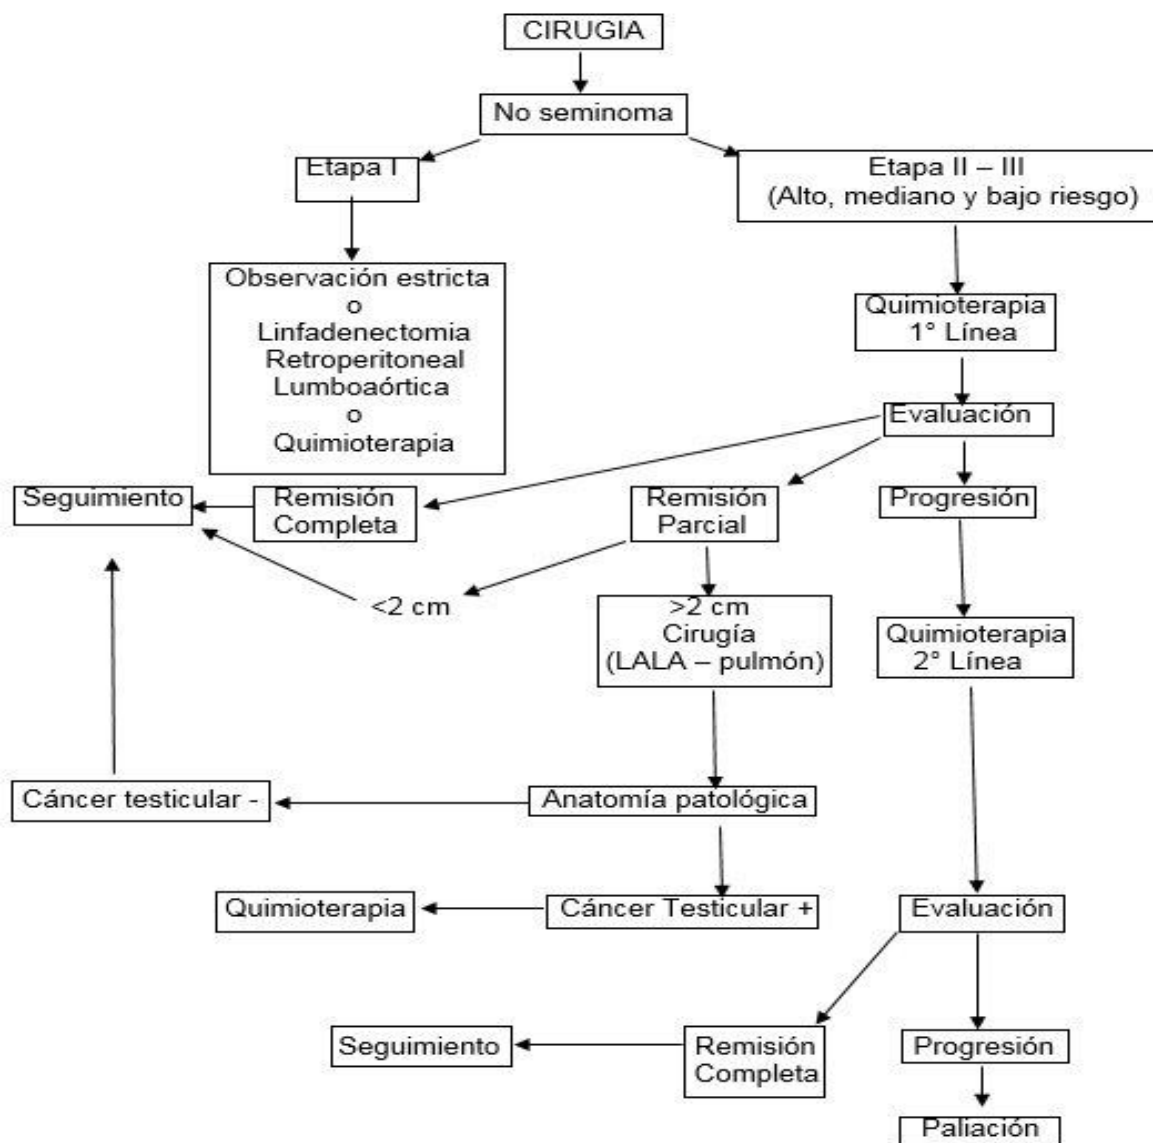 CIRUGIA
No seminoma
Etapa I
Etapa II – III
(Alto, mediano y bajo riesgo)
Observación estricta
o
Linfadenectomia
Retroperitoneal
Lumboaórtica
o
Quimioterapia
Quimioterapia
1° Línea
Evaluación
Seguimiento
Remisión
Completa
Remisión
Parcial
Progresión
<2 cm
>2 cm
Cirugía
(LALA – pulmón)
Quimioterapia
2° Línea
Cáncer testicular -
Anatomía patológica
Quimioterapia
Cáncer Testicular +
Evaluación
Seguimiento
Remisión
Completa
Progresión
Paliación